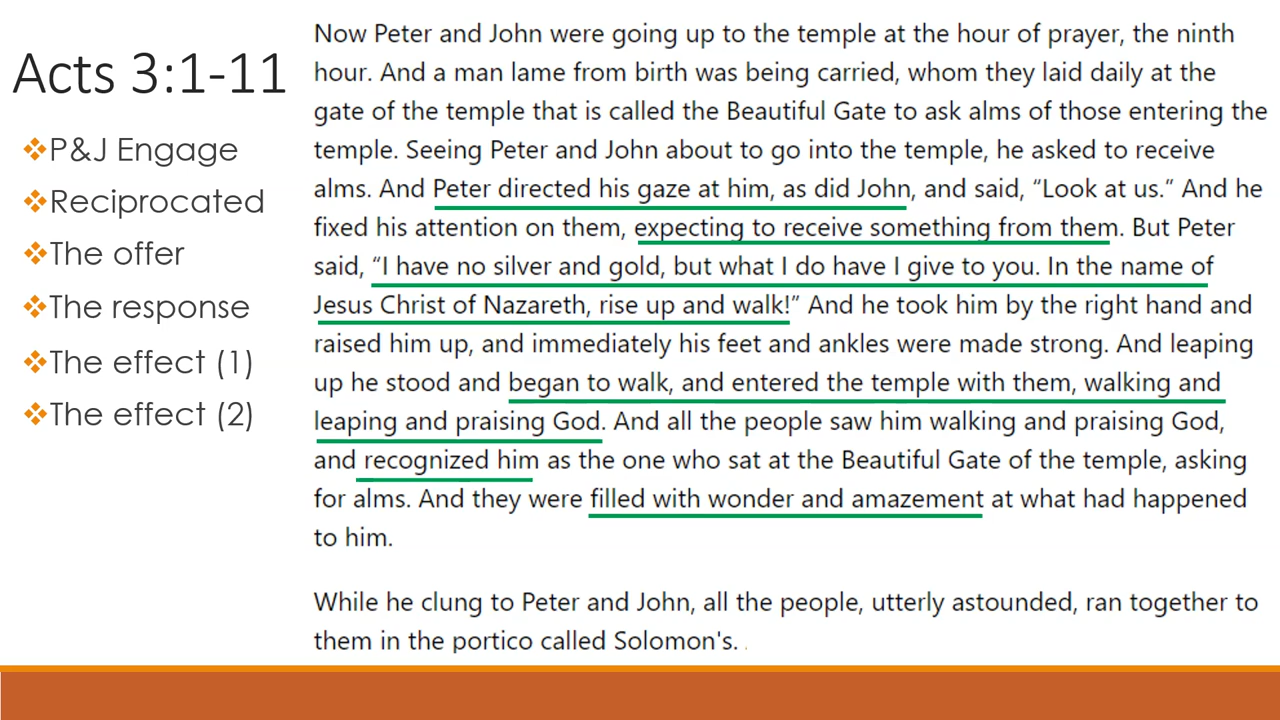 Acts 3:1-11
P&J Engage
Reciprocated
The offer
The response
The effect (1)
The effect (2)
Now Peter and John were going up to the temple at the hour of prayer, the ninth
hour. And a man lame from birth was being carried, whom they laid daily at the
gate of the temple that is called the Beautiful Gate to ask alms of those entering the
temple. Seeing Peter and John about to go into the temple, he asked to receive
alms. And Peter directed his gaze at him, as did John, and said, “Look at us.” And he
fixed his attention on them, expecting to receive something from them. But Peter
said, “I have no silver and gold, but what I do have I give to you. In the name of
Jesus Christ of Nazareth, rise up and walk!” And he took him by the right hand and
raised him up, and immediately his feet and ankles were made strong. And leaping
up he stood and began to walk, and entered the temple with them, walking and
leaping and praising God. And all the people saw him walking and praising God,
and recognized him as the one who sat at the Beautiful Gate of the temple, asking
for alms. And they were filled with wonder and amazement at what had happened
to him.
While he clung to Peter and John, all the people, utterly astounded, ran together to
them in the portico called Solomon's.